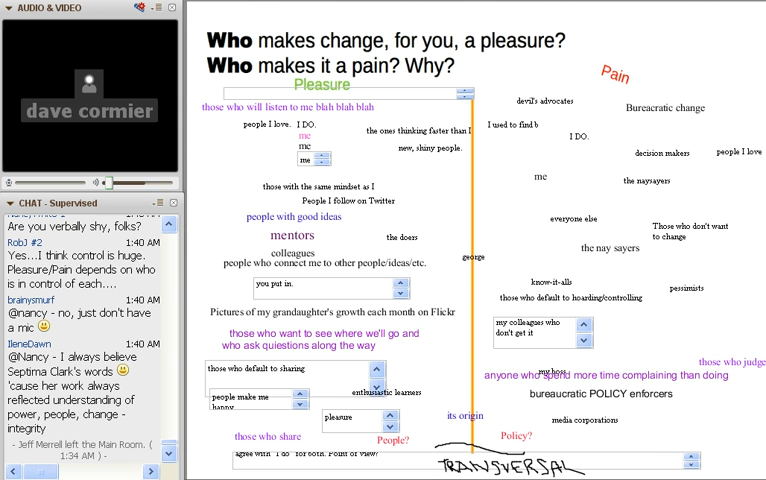 AUDIO & VIDEO
dave cormier
CHAT - Supervised
Are you verbally shy, folks?
RobJ #2 1:40 AM
Yes...I think control is huge.
Pleasure/Pain depends on who
is in control of each....
brainysmurf 1:40 AM
@nancy - no, just don't have
a mic
IleneDawn 1:40 AM
@Nancy - I always believe
Septima Clark's words
'cause her work always
reflected understanding of
power, people, change -
integrity
- Jeff Merrell left the Main Room. (
1:34 AM ) -
Who makes change, for you, a pleasure?
Who makes it a pain? Why?
Pleasure
Pain
those who will listen to me blah blah blah
devil's advocates
Bureaucratic change
people I love. I DO.
the ones thinking faster than I
I used to find b
me
I DO.
me
new, shiny people.
me
decision makers
people I love
me
the naysayers
those with the same mindset as I
People I follow on Twitter
people with good ideas
everyone else
Those who don't want
to change
mentors
the doers
the nay sayers
colleagues
george
people who connect me to other people/ideas/etc.
you put in.
know-it-alls
pessimists
those who default to hoarding/controlling
Pictures of my grandaughter's growth each month on Flickr
my colleagues who
don't get it
those who want to see where we'll go and
who ask quiestions along the way
those who judge
those who default to sharing
my boss
anyone who spend more time complaining than doing
people make me
happy
enthusiastic learners
bureaucratic POLICY enforcers
pleasure
its origin
media corporations
those who share
People?
Policy?
agree with "I do" for both. Point of view?
TRANSVERSAL